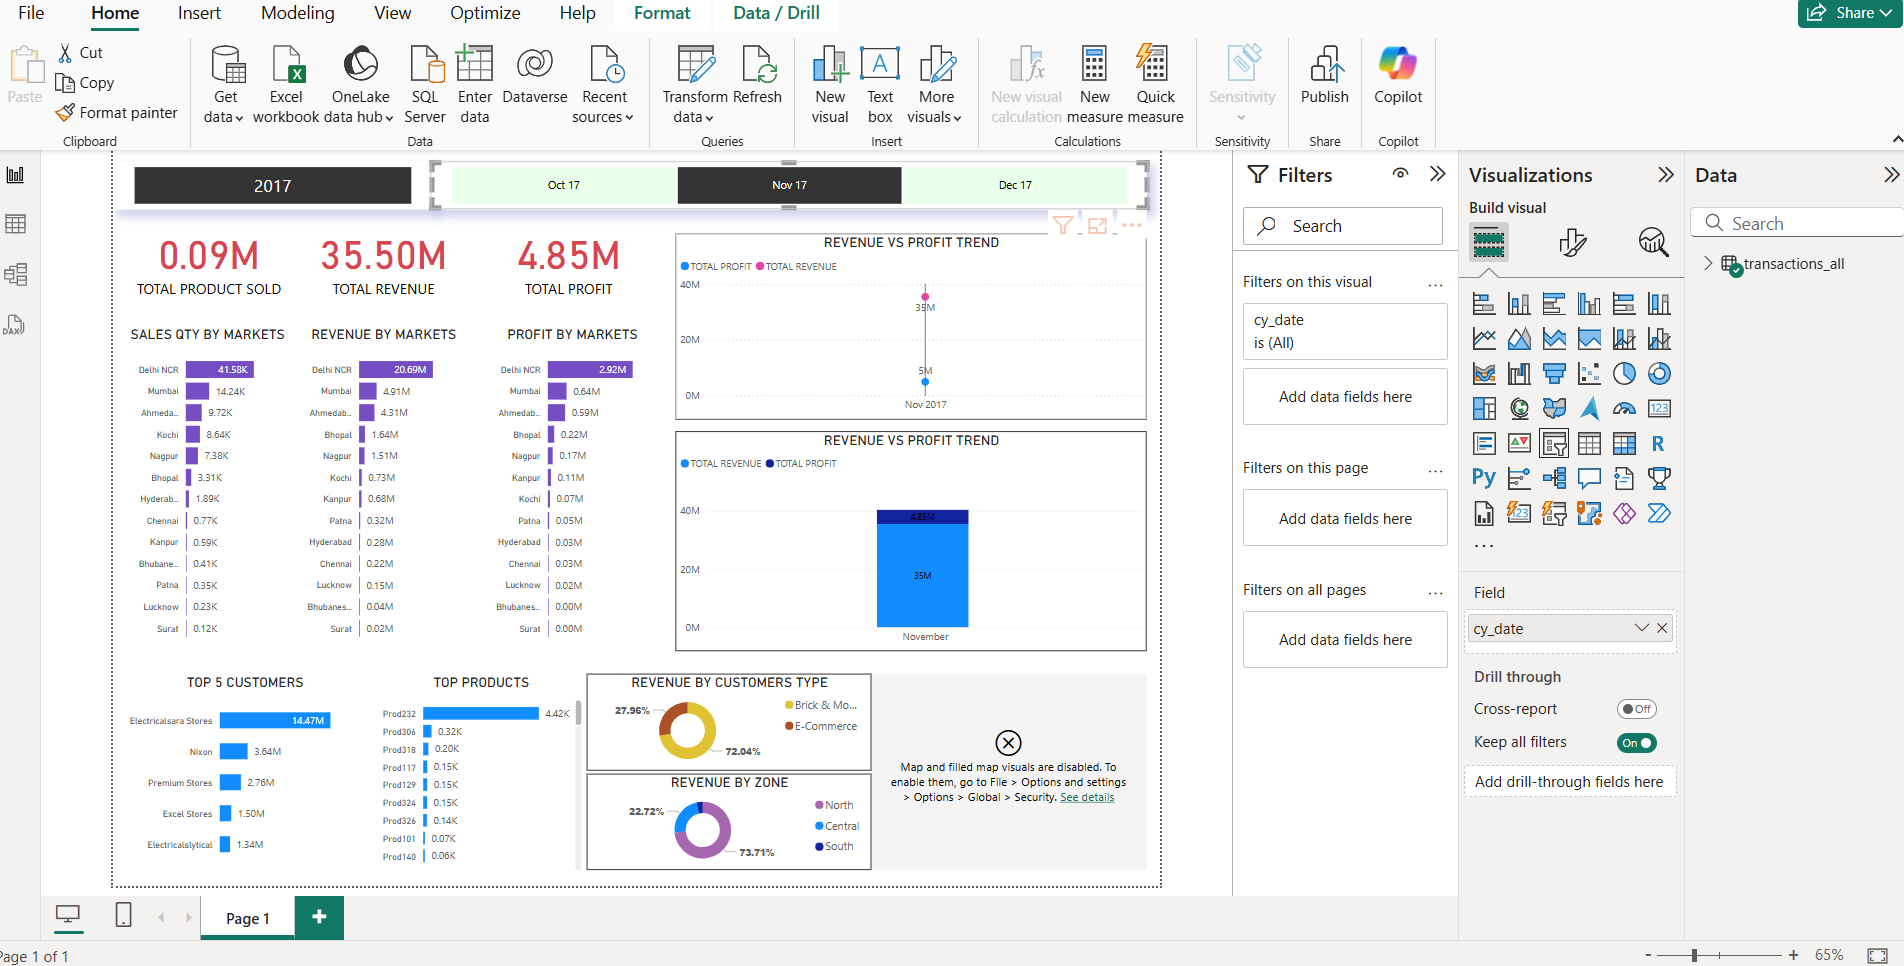 File Home Insert Modeling View Optimize Help Format Data / Drill Share
Paste
Cut
Copy
Format painter
Clipboard
Get data
Excel workbook
OneLake data hub
SQL Server
Enter data
Dataverse
Recent sources
Data
Transform data
Refresh
Queries
New visual
Text box
More visuals
Insert
New visual calculation
New measure
Quick measure
Calculations
Sensitivity
Sensitivity
Publish
Share
Copilot
Copilot
2017
Oct 17 Nov 17 Dec 17
0.09M
TOTAL PRODUCT SOLD
35.50M
TOTAL REVENUE
4.85M
TOTAL PROFIT
SALES QTY BY MARKETS
Delhi NCR 41.58K
Mumbai 14.24K
Ahmeda... 9.72K
Kochi 8.64K
Nagpur 7.38K
Bhopal 3.31K
Hyderab... 1.89K
Chennai 0.77K
Kanpur 0.59K
Bhubane... 0.41K
Patna 0.35K
Lucknow 0.23K
Surat 0.12K
REVENUE BY MARKETS
Delhi NCR 20.69M
Mumbai 4.91M
Ahmedab... 4.31M
Bhopal 1.64M
Nagpur 1.51M
Kochi 0.73M
Kanpur 0.68M
Patna 0.32M
Hyderabad 0.28M
Chennai 0.22M
Lucknow 0.15M
Bhubanes... 0.04M
Surat 0.02M
PROFIT BY MARKETS
Delhi NCR 2.92M
Mumbai 0.64M
Ahmedab... 0.59M
Bhopal 0.22M
Nagpur 0.17M
Kanpur 0.11M
Kochi 0.07M
Patna 0.05M
Hyderabad 0.03M
Chennai 0.03M
Lucknow 0.02M
Bhubanes... 0.00M
Surat 0.00M
REVENUE VS PROFIT TREND
TOTAL PROFIT TOTAL REVENUE
40M
35M
20M
5M
0M
Nov 2017
REVENUE VS PROFIT TREND
TOTAL REVENUE TOTAL PROFIT
40M
4.85M
20M
35M
0M
November
TOP 5 CUSTOMERS
Electricalsara Stores 14.47M
Nixon 3.64M
Premium Stores 2.76M
Excel Stores 1.50M
Electricalslytical 1.34M
TOP PRODUCTS
Prod232 4.42K
Prod306 0.32K
Prod318 0.20K
Prod117 0.15K
Prod129 0.15K
Prod324 0.15K
Prod326 0.14K
Prod101 0.07K
Prod140 0.06K
REVENUE BY CUSTOMERS TYPE
27.96%
72.04%
Brick & Mo...
E-Commerce
REVENUE BY ZONE
22.72%
73.71%
North
Central
South
Map and filled map visuals are disabled. To
enable them, go to File > Options and settings
> Options > Global > Security. See details
Filters
Search
Filters on this visual ...
cy_date
is (All)
Add data fields here
Filters on this page ...
Add data fields here
Filters on all pages ...
Add data fields here
Visualizations
Build visual
123
R
Py
123
...
Field
cy_date
Drill through
Cross-report Off
Keep all filters On
Add drill-through fields here
Data
Search
transactions_all
DAX
Page 1
+
Page 1 of 1
- + 65%